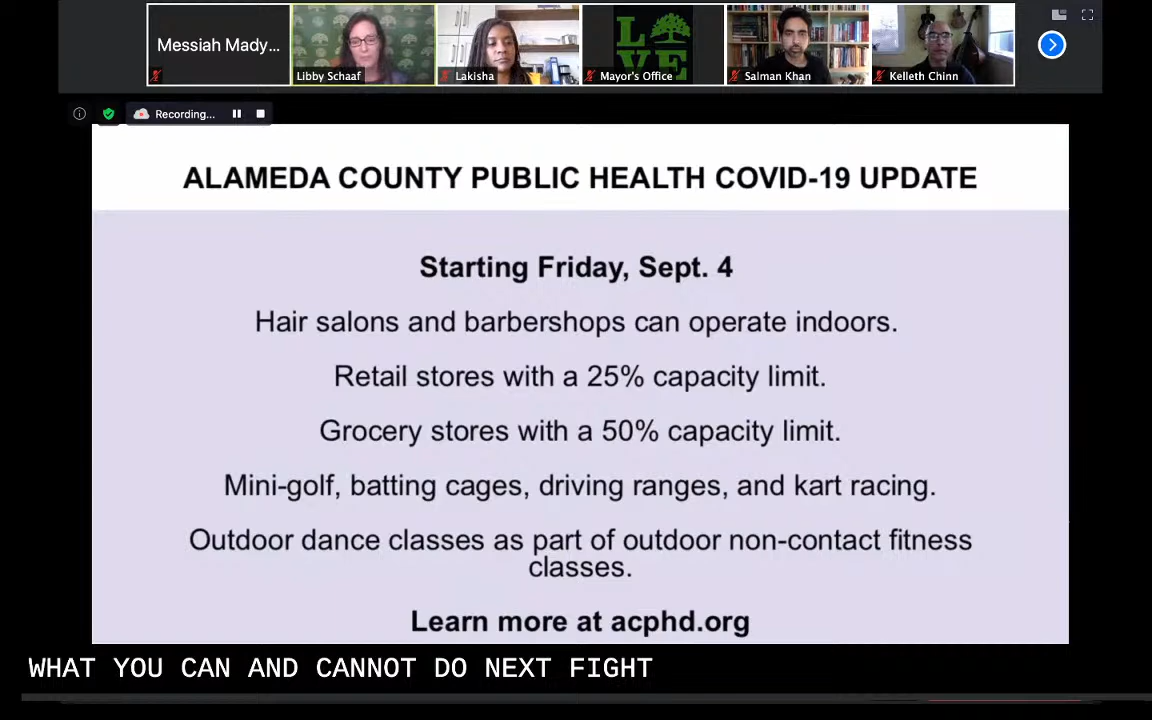 Messiah Mady...
Libby Schaaf
Lakisha
LOVE
Mayor's Office
Salman Khan
Kelleth Chinn
Recording...
ALAMEDA COUNTY PUBLIC HEALTH COVID-19 UPDATE
Starting Friday, Sept. 4
Hair salons and barbershops can operate indoors.
Retail stores with a 25% capacity limit.
Grocery stores with a 50% capacity limit.
Mini-golf, batting cages, driving ranges, and kart racing.
Outdoor dance classes as part of outdoor non-contact fitness
classes.
Learn more at acphd.org
WHAT YOU CAN AND CANNOT DO NEXT FIGHT